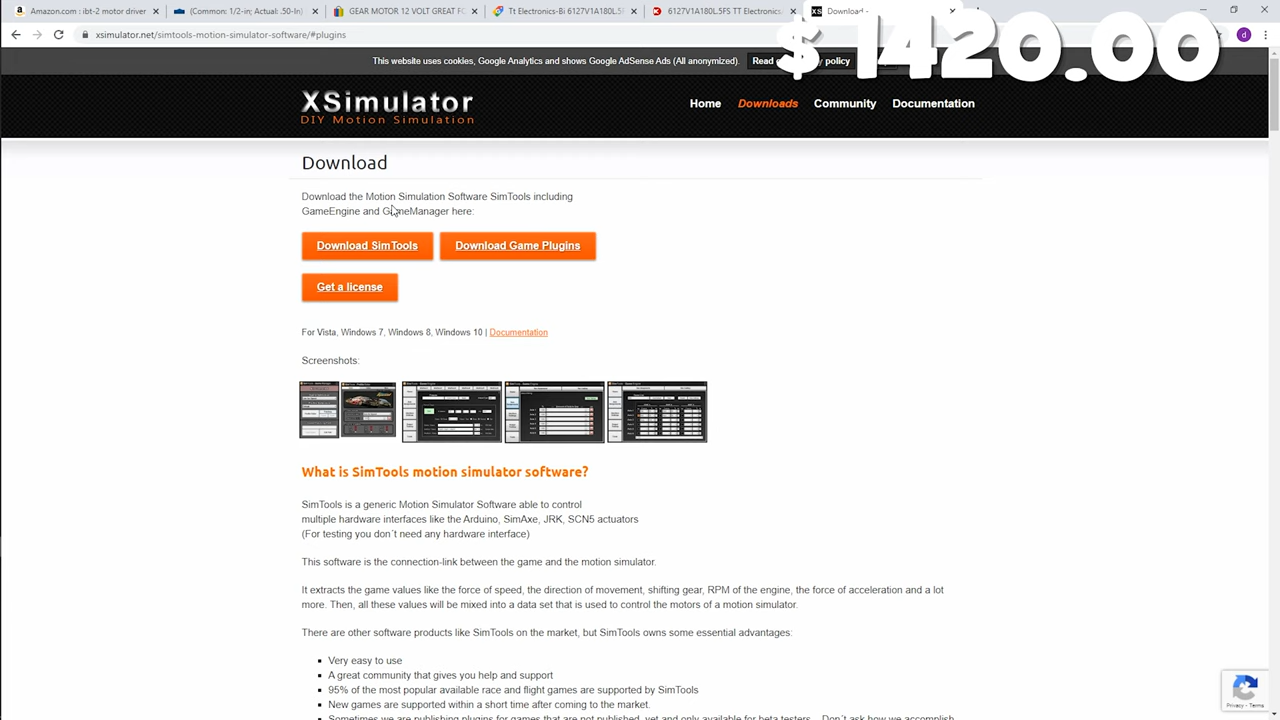 Amazon.com : ibt-2 motor driver
(Common: 1/2-in; Actual: .50-In)
GEAR MOTOR 12 VOLT GREAT FO
Tt Electronics-Bi 6127V1A180L.5F
6127V1A180L.5FS TT Electronics
XS Download -
$ 1420.00
xsimulator.net/simtools-motion-simulator-software/#plugins
d
This website uses cookies, Google Analytics and shows Google AdSense Ads (All anonymized).
Read policy
XSimulator
DIY Motion Simulation
Home
Downloads
Community
Documentation
Download
Download the Motion Simulation Software SimTools including
GameEngine and GameManager here:
Download SimTools
Download Game Plugins
Get a license
For Vista, Windows 7, Windows 8, Windows 10 | Documentation
Screenshots:
What is SimTools motion simulator software?
SimTools is a generic Motion Simulator Software able to control
multiple hardware interfaces like the Arduino, SimAxe, JRK, SCN5 actuators
(For testing you don´t need any hardware interface)
This software is the connection-link between the game and the motion simulator.
It extracts the game values like the force of speed, the direction of movement, shifting gear, RPM of the engine, the force of acceleration and a lot
more. Then, all these values will be mixed into a data set that is used to control the motors of a motion simulator.
There are other software products like SimTools on the market, but SimTools owns some essential advantages:
Very easy to use
A great community that gives you help and support
95% of the most popular available race and flight games are supported by SimTools
New games are supported within a short time after coming to the market.
Sometimes we are publishing plugins for games that are not published, yet and only available for beta testers... Don´t ask how we accomplish
Privacy - Terms